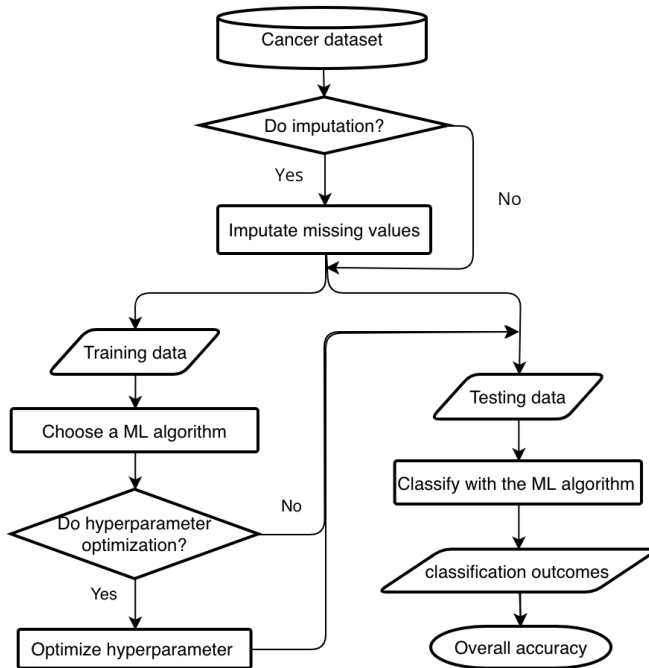 Cancer dataset
Do imputation?
Yes
No
Imputate missing values
Training data
Testing data
Choose a ML algorithm
Classify with the ML algorithm
Do hyperparameter
optimization?
No
Yes
classification outcomes
Optimize hyperparameter
Overall accuracy